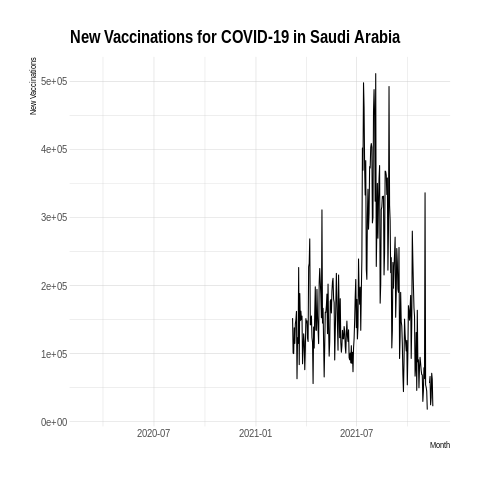 New Vaccinations for COVID-19 in Saudi Arabia
New Vaccinations
5e+05
4e+05
3e+05
2e+05
1e+05
0e+00
2020-07 2021-01 2021-07
Month